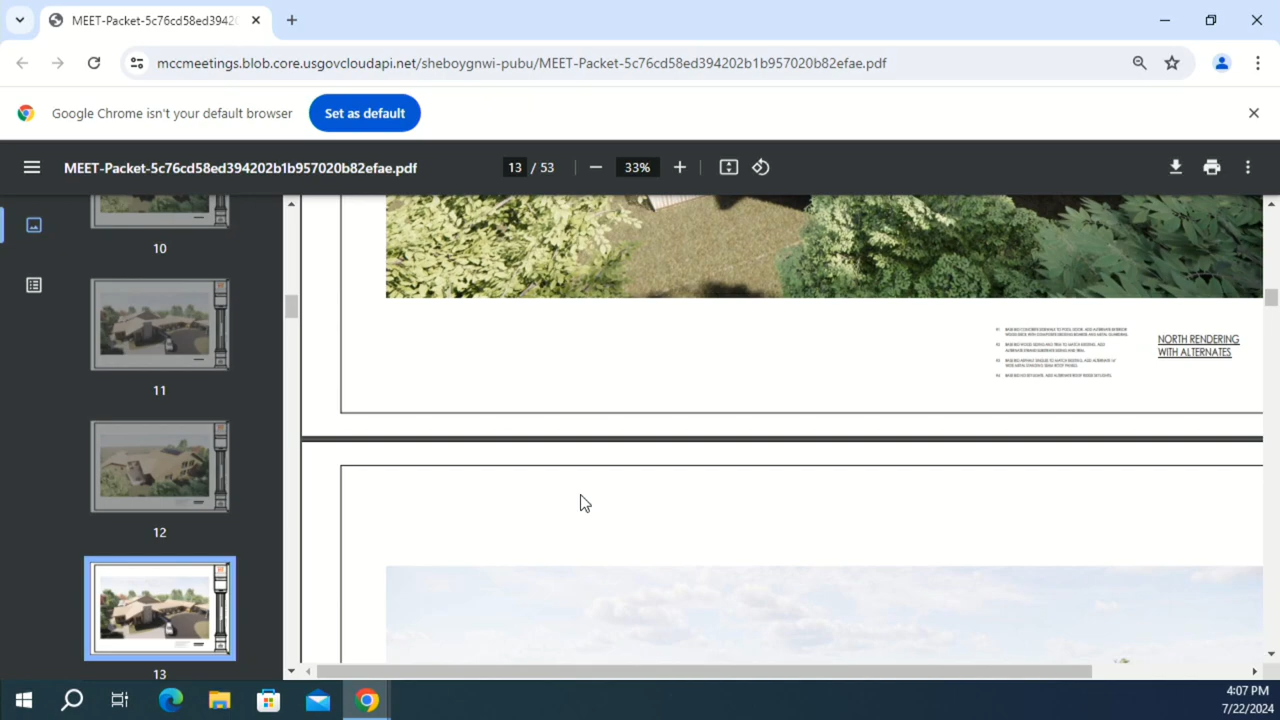 MEET-Packet-5c76cd58ed3942
mccmeetings.blob.core.usgovcloudapi.net/sheboygnwi-pubu/MEET-Packet-5c76cd58ed394202b1b957020b82efae.pdf
Google Chrome isn't your default browser
Set as default
MEET-Packet-5c76cd58ed394202b1b957020b82efae.pdf
13 / 53
33%
10
11
12
13
NORTH RENDERING
WITH ALTERNATES
4:07 PM
7/22/2024